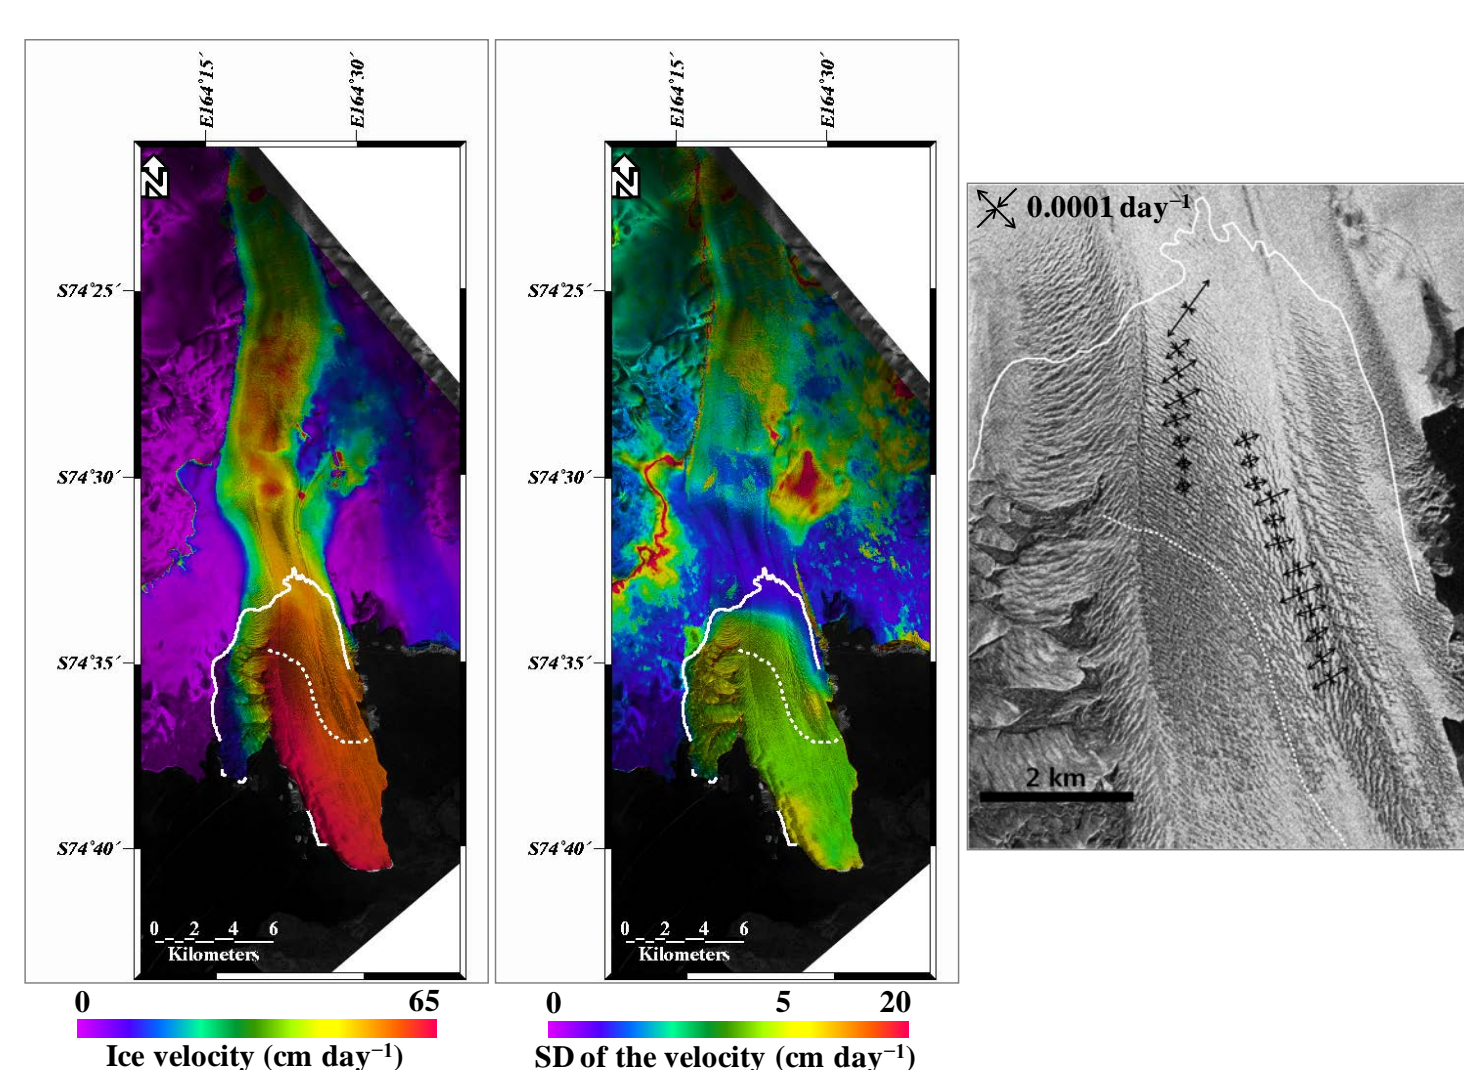 E164°15´ E164°30´
N
S74°25´
S74°30´
S74°35´
S74°40´
0 2 4 6
Kilometers
0 65
Ice velocity (cm day⁻¹)
E164°15´ E164°30´
N
S74°25´
S74°30´
S74°35´
S74°40´
0 2 4 6
Kilometers
0 5 20
SD of the velocity (cm day⁻¹)
0.0001 day⁻¹
2 km